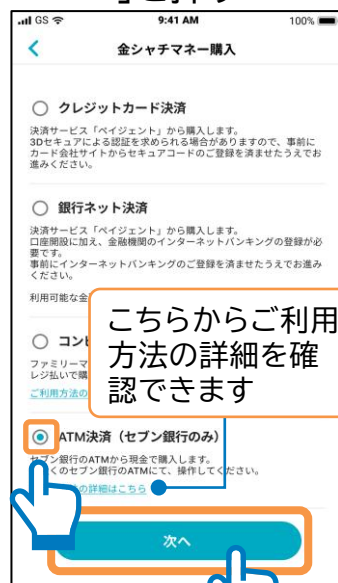 GS 9:41 AM 100%
金シャチマネー購入
クレジットカード決済
決済サービス「ペイジェント」から購入します。
3Dセキュアによる認証を求められる場合がありますので、事前に
カード会社サイトからセキュアコードのご登録を済ませたうえでお
進みください。
銀行ネット決済
決済サービス「ペイジェント」から購入します。
口座開設に加え、金融機関のインターネットバンキングの登録が必
要です。
事前にインターネットバンキングのご登録を済ませたうえでお進み
ください。
利用可能な金
こちらからご利用
方法の詳細を確
認できます
コンビ
ファミリーマ
レジ払いで購
ご利用方法の
ATM決済（セブン銀行のみ）
セブン銀行のATMから現金で購入します。
くのセブン銀行のATMにて、操作してください。
の詳細はこちら
次へ